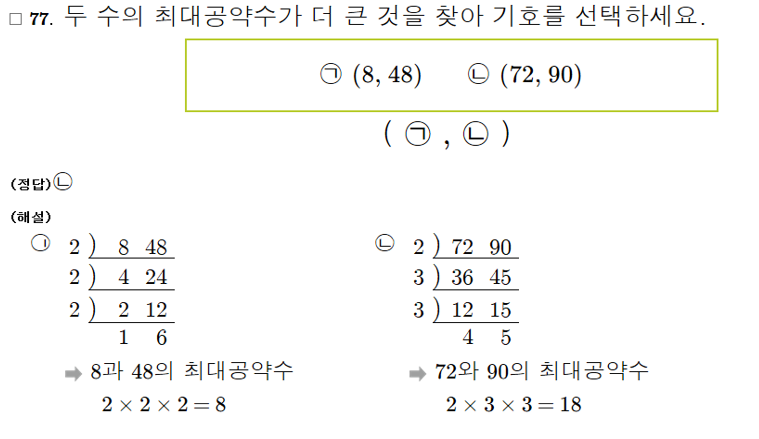 □ 77. 두 수의 최대공약수가 더 큰 것을 찾아 기호를 선택하세요.
㉠ (8, 48) ㉡ (72, 90)
( ㉠ , ㉡ )
(정답) ㉡
(해설)
㉠ 2 ) 8 48 ㉡ 2 ) 72 90
2 ) 4 24 3 ) 36 45
2 ) 2 12 3 ) 12 15
1 6 4 5
➡ 8과 48의 최대공약수 ➡ 72와 90의 최대공약수
2 × 2 × 2 = 8 2 × 3 × 3 = 18